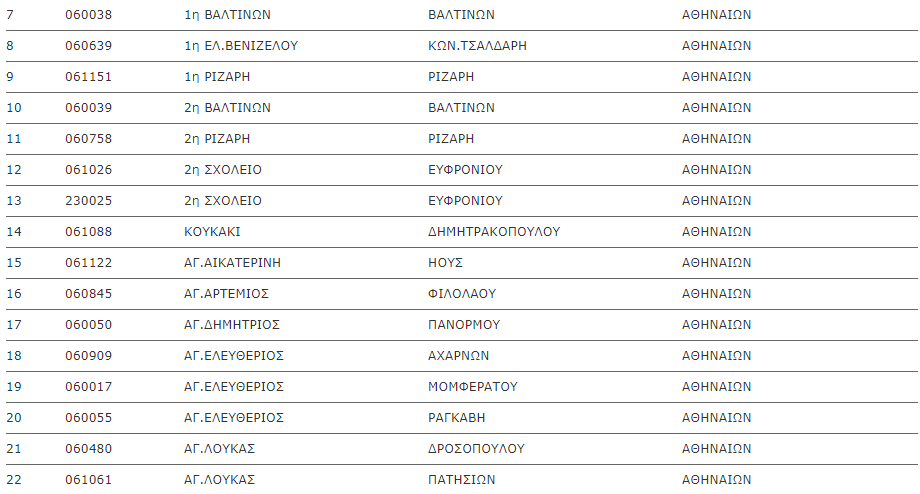 7 060038 1η ΒΑΛΤΙΝΩΝ ΒΑΛΤΙΝΩΝ ΑΘΗΝΑΙΩΝ
8 060639 1η ΕΛ.ΒΕΝΙΖΕΛΟΥ ΚΩΝ.ΤΣΑΛΔΑΡΗ ΑΘΗΝΑΙΩΝ
9 061151 1η ΡΙΖΑΡΗ ΡΙΖΑΡΗ ΑΘΗΝΑΙΩΝ
10 060039 2η ΒΑΛΤΙΝΩΝ ΒΑΛΤΙΝΩΝ ΑΘΗΝΑΙΩΝ
11 060758 2η ΡΙΖΑΡΗ ΡΙΖΑΡΗ ΑΘΗΝΑΙΩΝ
12 061026 2η ΣΧΟΛΕΙΟ ΕΥΦΡΟΝΙΟΥ ΑΘΗΝΑΙΩΝ
13 230025 2η ΣΧΟΛΕΙΟ ΕΥΦΡΟΝΙΟΥ ΑΘΗΝΑΙΩΝ
14 061088 ΚΟΥΚΑΚΙ ΔΗΜΗΤΡΑΚΟΠΟΥΛΟΥ ΑΘΗΝΑΙΩΝ
15 061122 ΑΓ.ΑΙΚΑΤΕΡΙΝΗ ΗΟΥΣ ΑΘΗΝΑΙΩΝ
16 060845 ΑΓ.ΑΡΤΕΜΙΟΣ ΦΙΛΟΛΑΟΥ ΑΘΗΝΑΙΩΝ
17 060050 ΑΓ.ΔΗΜΗΤΡΙΟΣ ΠΑΝΟΡΜΟΥ ΑΘΗΝΑΙΩΝ
18 060909 ΑΓ.ΕΛΕΥΘΕΡΙΟΣ ΑΧΑΡΝΩΝ ΑΘΗΝΑΙΩΝ
19 060017 ΑΓ.ΕΛΕΥΘΕΡΙΟΣ ΜΟΜΦΕΡΑΤΟΥ ΑΘΗΝΑΙΩΝ
20 060055 ΑΓ.ΕΛΕΥΘΕΡΙΟΣ ΡΑΓΚΑΒΗ ΑΘΗΝΑΙΩΝ
21 060480 ΑΓ.ΛΟΥΚΑΣ ΔΡΟΣΟΠΟΥΛΟΥ ΑΘΗΝΑΙΩΝ
22 061061 ΑΓ.ΛΟΥΚΑΣ ΠΑΤΗΣΙΩΝ ΑΘΗΝΑΙΩΝ